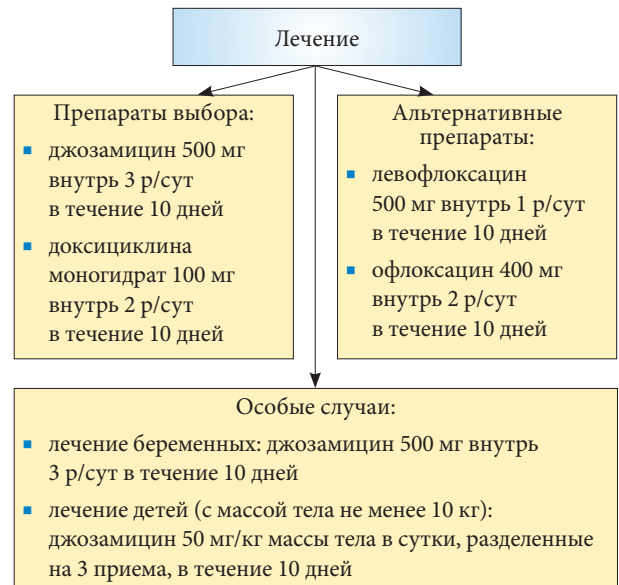 Лечение
Препараты выбора:
▪ джозамицин 500 мг
внутрь 3 р/сут
в течение 10 дней
▪ доксициклина
моногидрат 100 мг
внутрь 2 р/сут
в течение 10 дней
Альтернативные
препараты:
▪ левофлоксацин
500 мг внутрь 1 р/сут
в течение 10 дней
▪ офлоксацин 400 мг
внутрь 2 р/сут
в течение 10 дней
Особые случаи:
▪ лечение беременных: джозамицин 500 мг внутрь
3 р/сут в течение 10 дней
▪ лечение детей (с массой тела не менее 10 кг):
джозамицин 50 мг/кг массы тела в сутки, разделенные
на 3 приема, в течение 10 дней